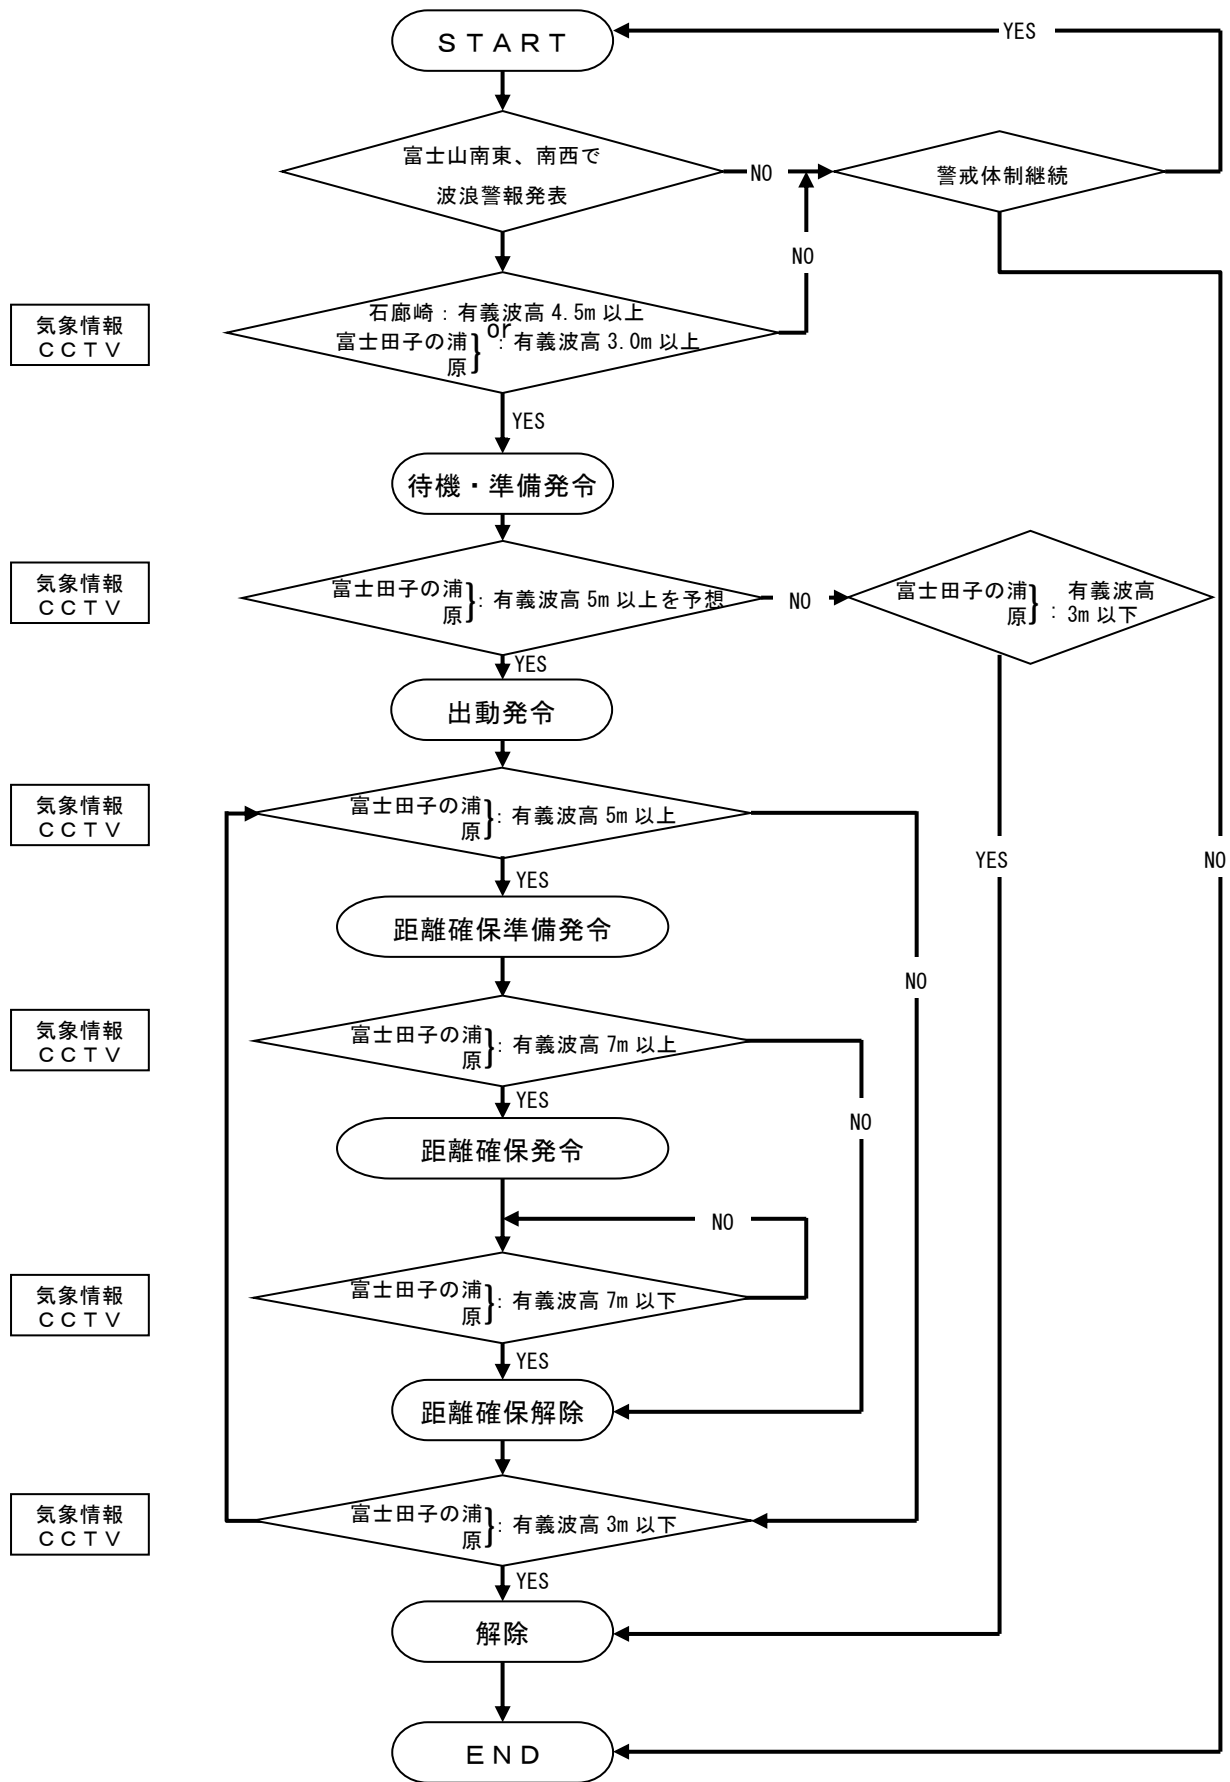 ＳＴＡＲＴ
YES
富士山南東、南西で
波浪警報発表
NO
警戒体制継続
NO
気象情報
ＣＣＴＶ
石廊崎：有義波高 4.5m 以上
or
富士田子の浦
原
}：有義波高 3.0m 以上
YES
待機・準備発令
気象情報
ＣＣＴＶ
富士田子の浦
原
}：有義波高 5m 以上を予想
NO
富士田子の浦
原
}：
有義波高
3m 以下
YES
出動発令
気象情報
ＣＣＴＶ
富士田子の浦
原
}：有義波高 5m 以上
YES
NO
YES
距離確保準備発令
NO
気象情報
ＣＣＴＶ
富士田子の浦
原
}：有義波高 7m 以上
YES
NO
距離確保発令
NO
気象情報
ＣＣＴＶ
富士田子の浦
原
}：有義波高 7m 以下
YES
距離確保解除
気象情報
ＣＣＴＶ
富士田子の浦
原
}：有義波高 3m 以下
YES
解除
ＥＮＤ